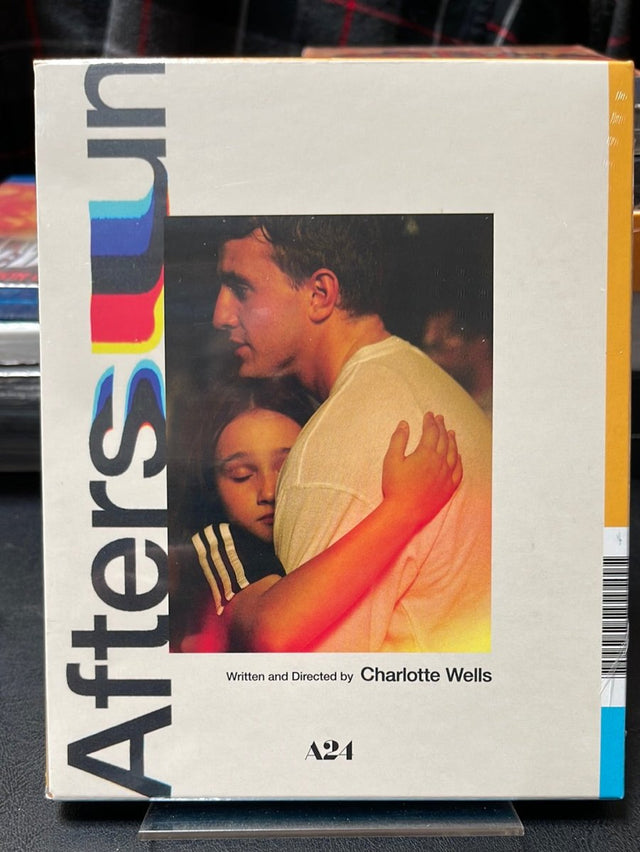 Aftersun
Written and Directed by Charlotte Wells
A24